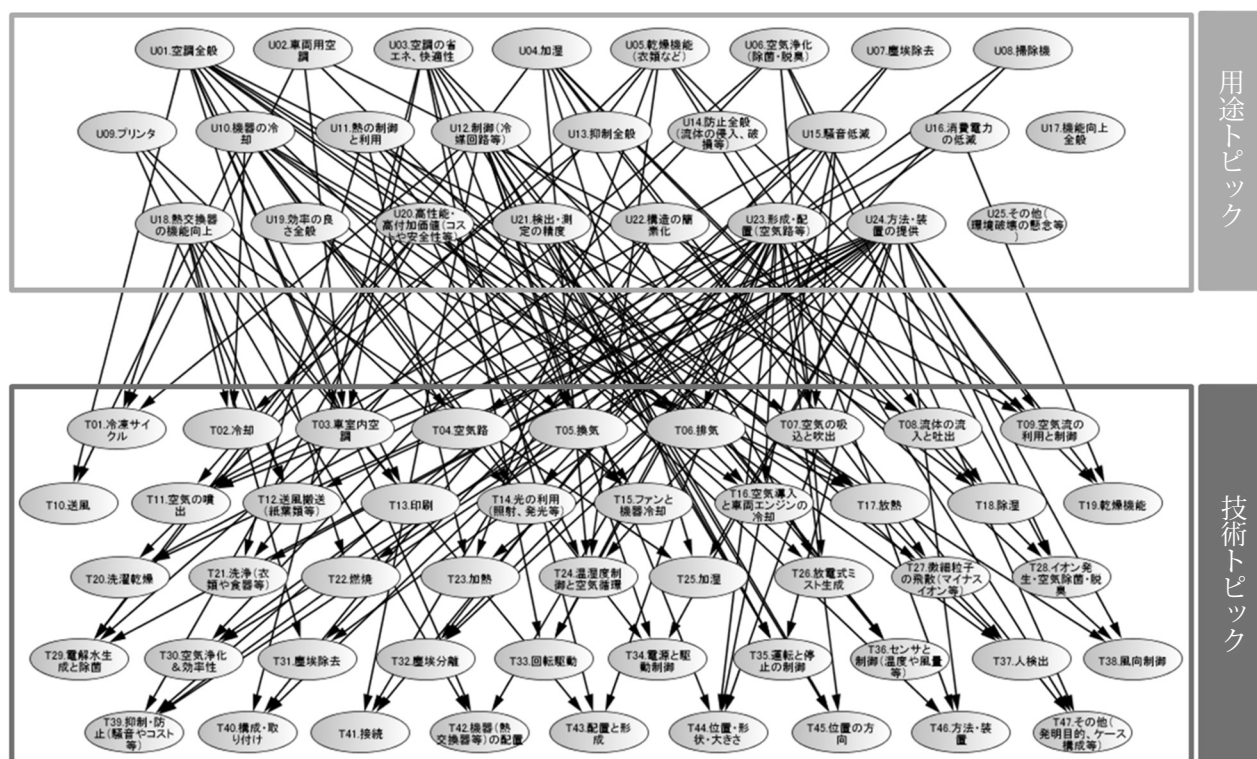 U01.空調全般
U02.車両用空
調
U03.空調の省
エネ、快適性
U04.加湿
U05.乾燥機能
(衣類など)
U06.空気浄化
(除菌・脱臭)
U07.塵埃除去
U08.掃除機
U09.プリンタ
U10.機器の冷
却
U11.熱の制御
と利用
U12.制御(冷
媒回路等)
U13.抑制全般
U14.防止全般
(流体の侵入、破
損等)
U15.騒音低減
U16.消費電力
の低減
U17.機能向上
全般
U18.熱交換器
の機能向上
U19.効率の良
さ全般
U20.高性能・
高付加価値(コス
トや安全性等)
U21.検出・測
定の精度
U22.構造の簡
素化
U23.形成・配
置(空気路等)
U24.方法・装
置の提供
U25.その他(
環境破壊の懸念等
)
用途トピック
T01.冷凍サイ
クル
T02.冷却
T03.車室内空
調
T04.空気路
T05.換気
T06.排気
T07.空気の吸
込と吹出
T08.流体の流
入と吐出
T09.空気流の
利用と制御
T10.送風
T11.空気の噴
出
T12.送風搬送
(紙葉類等)
T13.印刷
T14.光の利用
(照射、発光等)
T15.ファンと
機器冷却
T16.空気導入
と車両エンジンの
冷却
T17.放熱
T18.除湿
T19.乾燥機能
T20.洗濯乾燥
T21.洗浄(衣
類や食器等)
T22.燃焼
T23.加熱
T24.温湿度制
御と空気循環
T25.加湿
T26.放電式ミ
スト生成
T27.微細粒子
の飛散(マイナス
イオン等)
T28.イオン発
生・空気除菌・脱
臭
T29.電解水生
成と除菌
T30.空気浄化
&効率性
T31.塵埃除去
T32.塵埃分離
T33.回転駆動
T34.電源と駆
動制御
T35.運転と停
止の制御
T36.センサと
制御(温度や風量
等)
T37.人検出
T38.風向制御
T39.抑制・防
止(騒音やコスト
等)
T40.構成・取
り付け
T41.接続
T42.機器(熱
交換器等)の配置
T43.配置と形
成
T44.位置・形
状・大きさ
T45.位置の方
向
T46.方法・装
置
T47.その他(
発明目的、ケース
構成等)
技術トピック